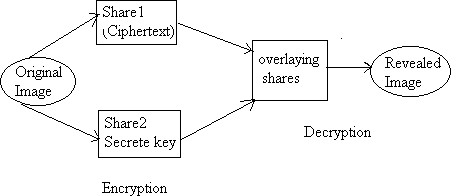 Share1
(Ciphertext)
Original
Image
Share2
Secrete key
overlaying
shares
Revealed
Image
Decryption
Encryption